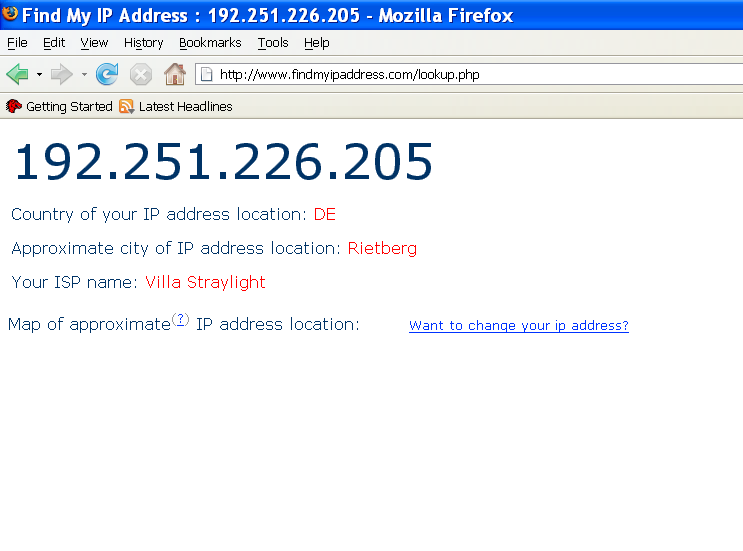 Find My IP Address : 192.251.226.205 - Mozilla Firefox
File Edit View History Bookmarks Tools Help
http://www.findmyipaddress.com/lookup.php
Getting Started Latest Headlines
192.251.226.205
Country of your IP address location: DE
Approximate city of IP address location: Rietberg
Your ISP name: Villa Straylight
Map of approximate(?) IP address location: Want to change your ip address?